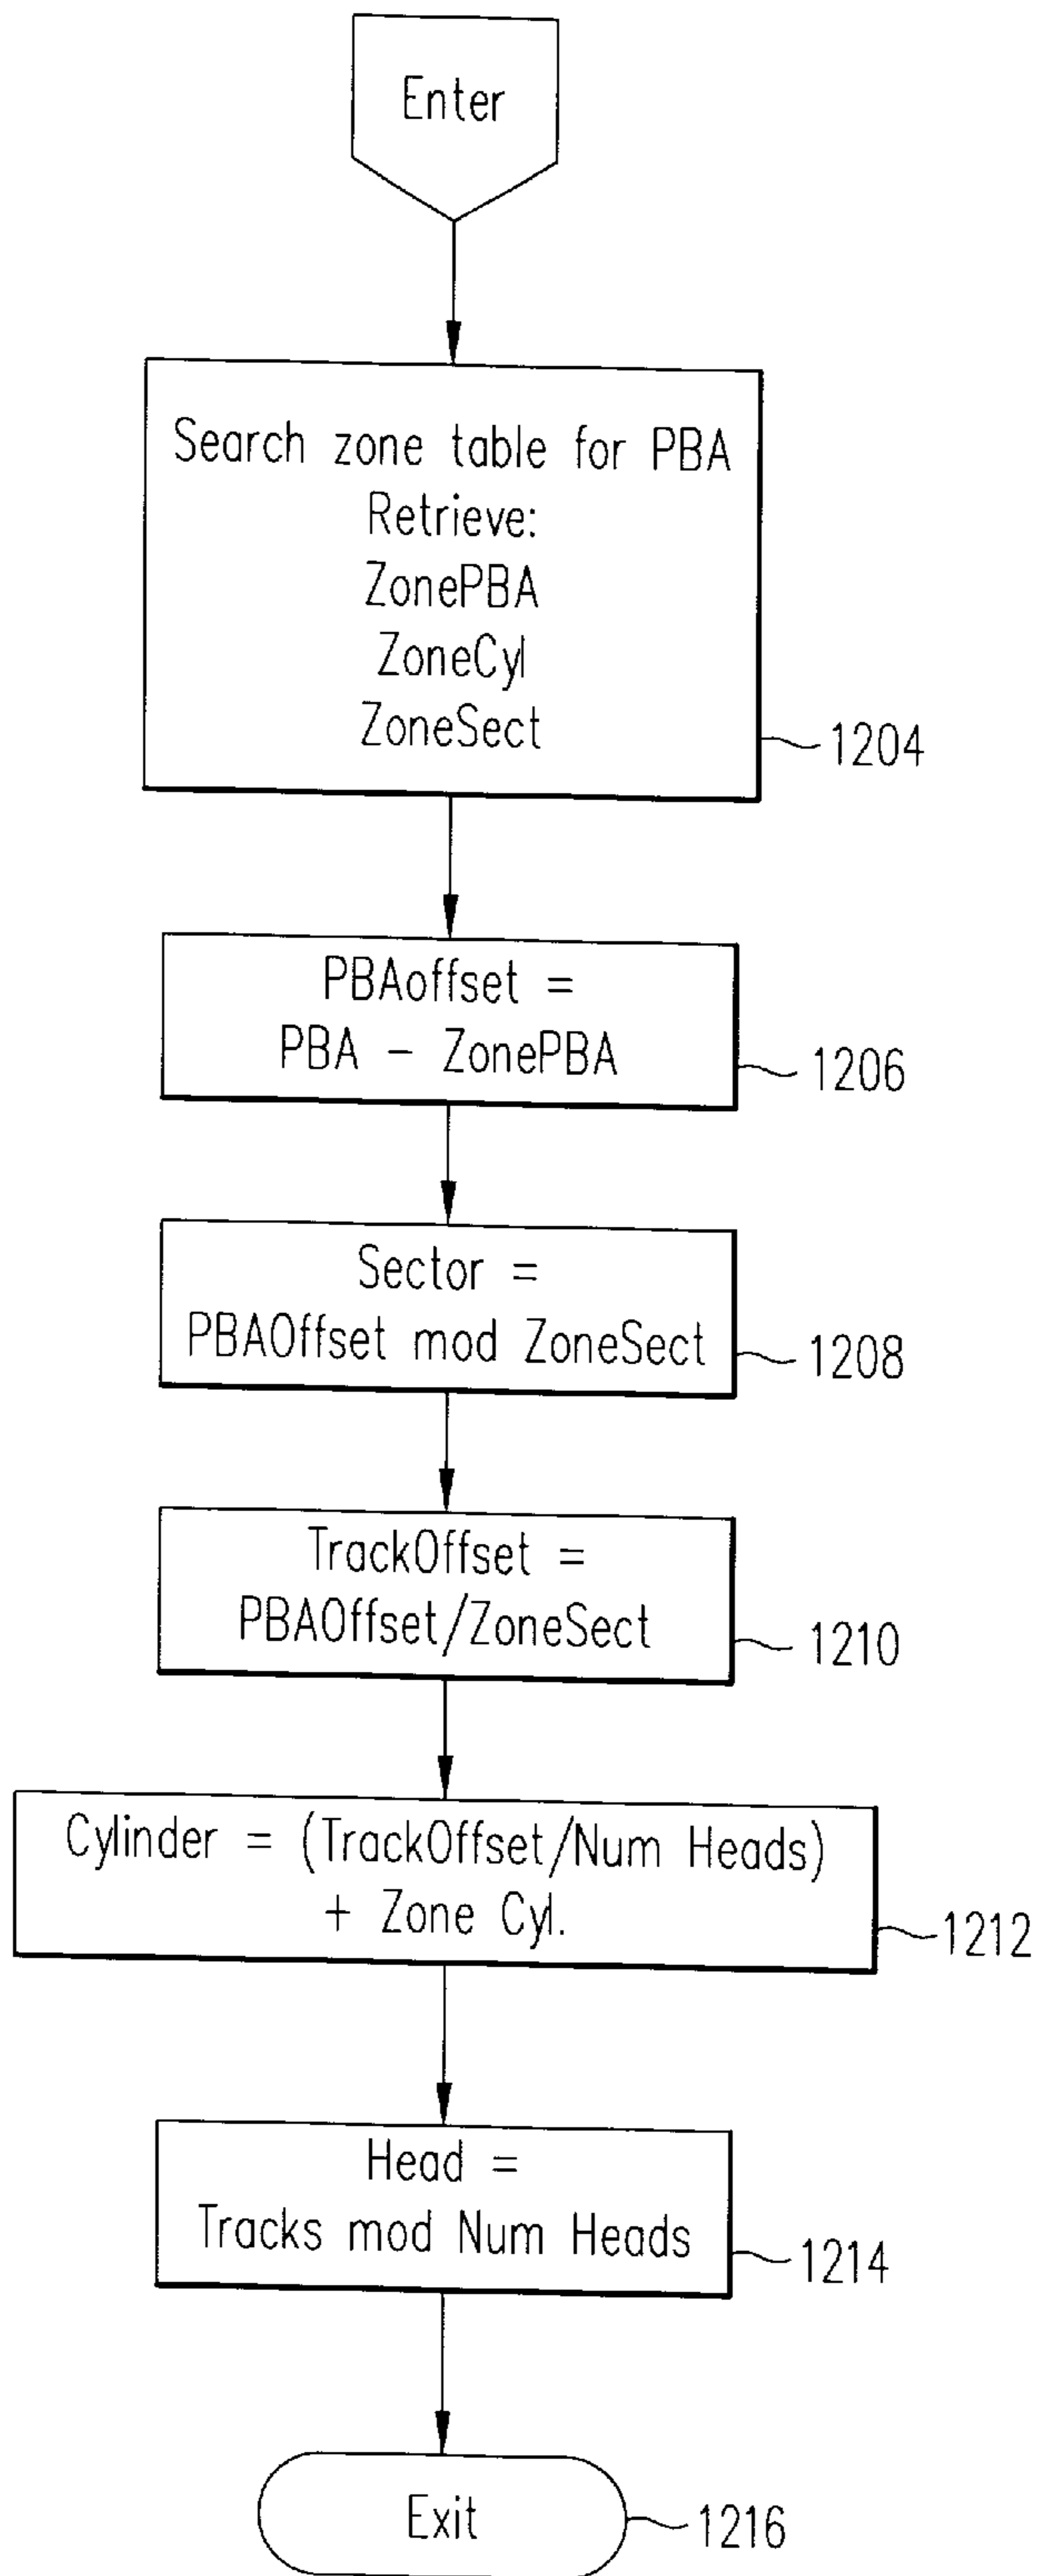 Enter
Search zone table for PBA
Retrieve:
ZonePBA
ZoneCyl
ZoneSect
1204
PBAoffset =
PBA - ZonePBA
1206
Sector =
PBAOffset mod ZoneSect
1208
TrackOffset =
PBAOffset/ZoneSect
1210
Cylinder = (TrackOffset/Num Heads)
+ Zone Cyl.
1212
Head =
Tracks mod Num Heads
1214
Exit
1216